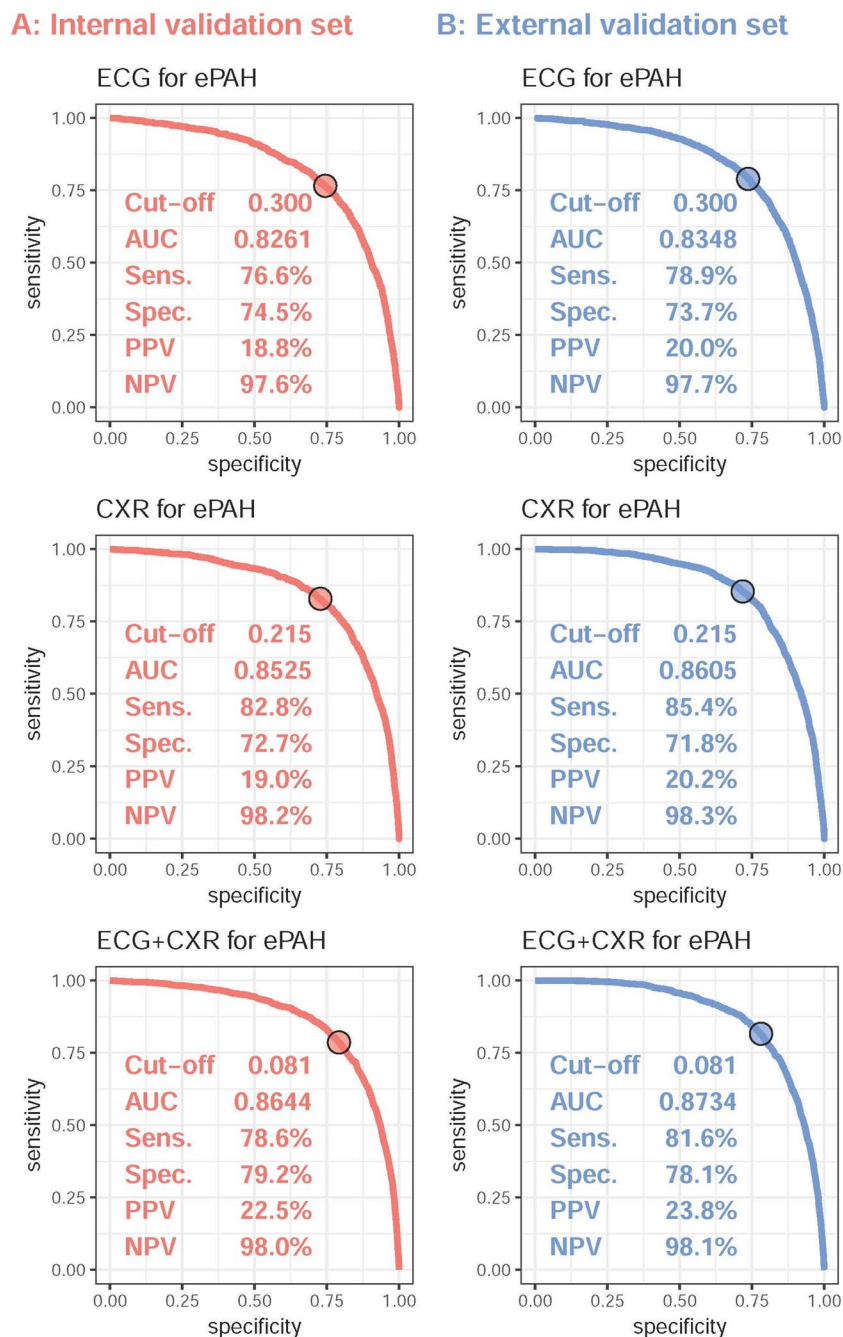 A: Internal validation set
B: External validation set
ECG for ePAH
1.00
0.75
0.50
0.25
0.00
sensitivity
Cut-off 0.300
AUC 0.8261
Sens. 76.6%
Spec. 74.5%
PPV 18.8%
NPV 97.6%
0.00 0.25 0.50 0.75 1.00
specificity
ECG for ePAH
1.00
0.75
0.50
0.25
0.00
sensitivity
Cut-off 0.300
AUC 0.8348
Sens. 78.9%
Spec. 73.7%
PPV 20.0%
NPV 97.7%
0.00 0.25 0.50 0.75 1.00
specificity
CXR for ePAH
1.00
0.75
0.50
0.25
0.00
sensitivity
Cut-off 0.215
AUC 0.8525
Sens. 82.8%
Spec. 72.7%
PPV 19.0%
NPV 98.2%
0.00 0.25 0.50 0.75 1.00
specificity
CXR for ePAH
1.00
0.75
0.50
0.25
0.00
sensitivity
Cut-off 0.215
AUC 0.8605
Sens. 85.4%
Spec. 71.8%
PPV 20.2%
NPV 98.3%
0.00 0.25 0.50 0.75 1.00
specificity
ECG+CXR for ePAH
1.00
0.75
0.50
0.25
0.00
sensitivity
Cut-off 0.081
AUC 0.8644
Sens. 78.6%
Spec. 79.2%
PPV 22.5%
NPV 98.0%
0.00 0.25 0.50 0.75 1.00
specificity
ECG+CXR for ePAH
1.00
0.75
0.50
0.25
0.00
sensitivity
Cut-off 0.081
AUC 0.8734
Sens. 81.6%
Spec. 78.1%
PPV 23.8%
NPV 98.1%
0.00 0.25 0.50 0.75 1.00
specificity